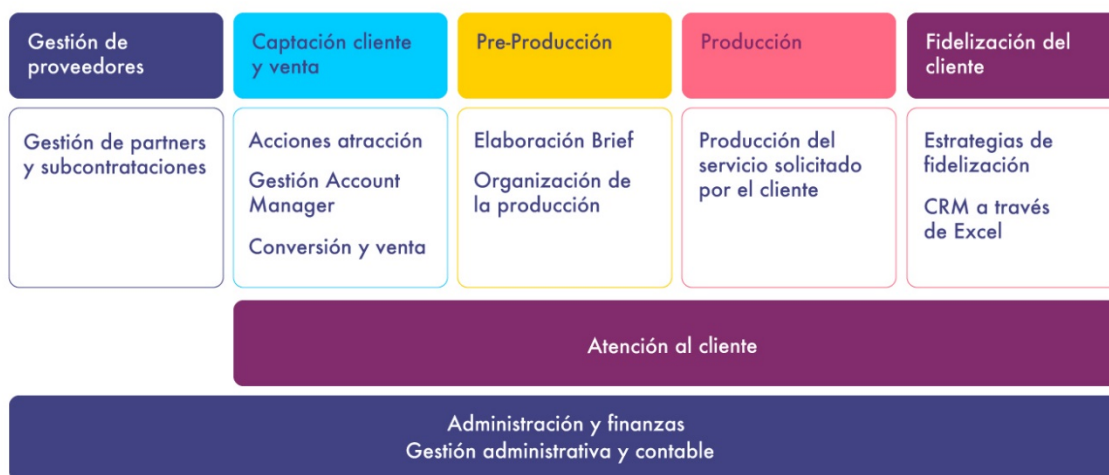 Gestión de
proveedores
Captación cliente
y venta
Pre-Producción
Producción
Fidelización del
cliente
Gestión de partners
y subcontrataciones
Acciones atracción
Gestión Account
Manager
Conversión y venta
Elaboración Brief
Organización de
la producción
Producción del
servicio solicitado
por el cliente
Estrategias de
fidelización
CRM a través
de Excel
Atención al cliente
Administración y finanzas
Gestión administrativa y contable